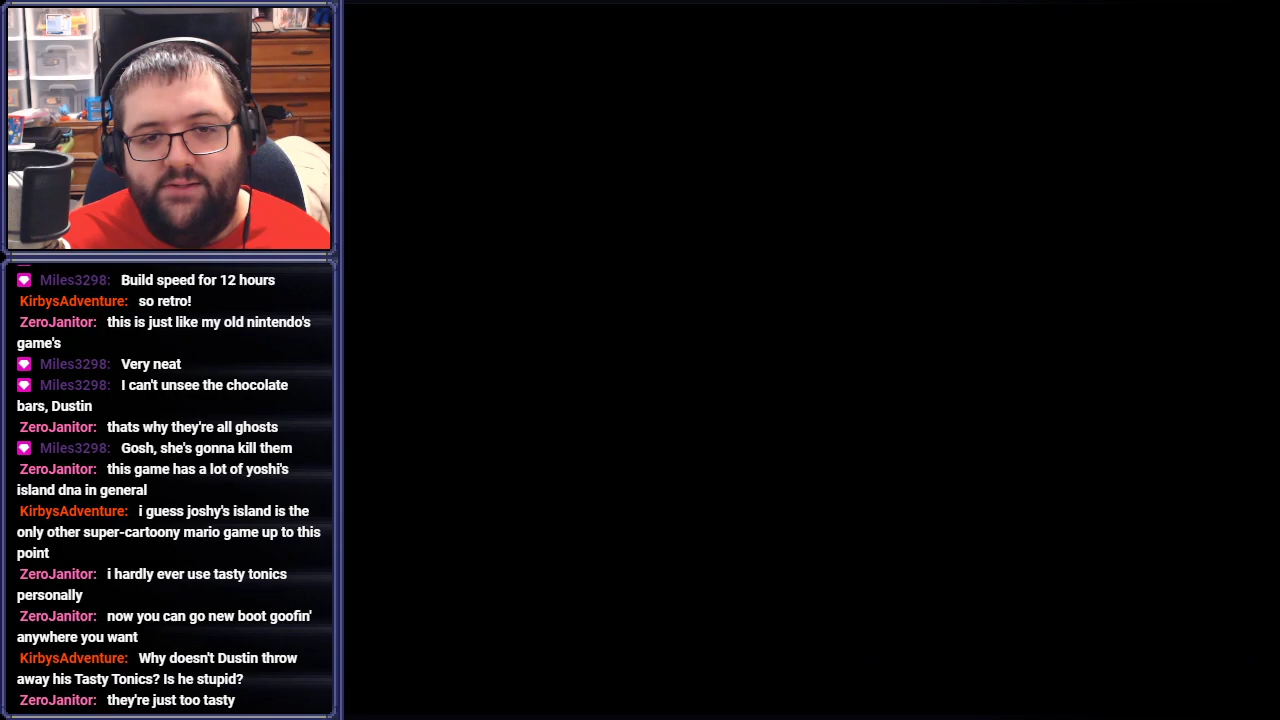 Miles3298: Build speed for 12 hours
KirbysAdventure: so retro!
ZeroJanitor: this is just like my old nintendo's
game's
Miles3298: Very neat
Miles3298: I can't unsee the chocolate
bars, Dustin
ZeroJanitor: thats why they're all ghosts
Miles3298: Gosh, she's gonna kill them
ZeroJanitor: this game has a lot of yoshi's
island dna in general
KirbysAdventure: i guess joshy's island is the
only other super-cartoony mario game up to this
point
ZeroJanitor: i hardly ever use tasty tonics
personally
ZeroJanitor: now you can go new boot goofin'
anywhere you want
KirbysAdventure: Why doesn't Dustin throw
away his Tasty Tonics? Is he stupid?
ZeroJanitor: they're just too tasty